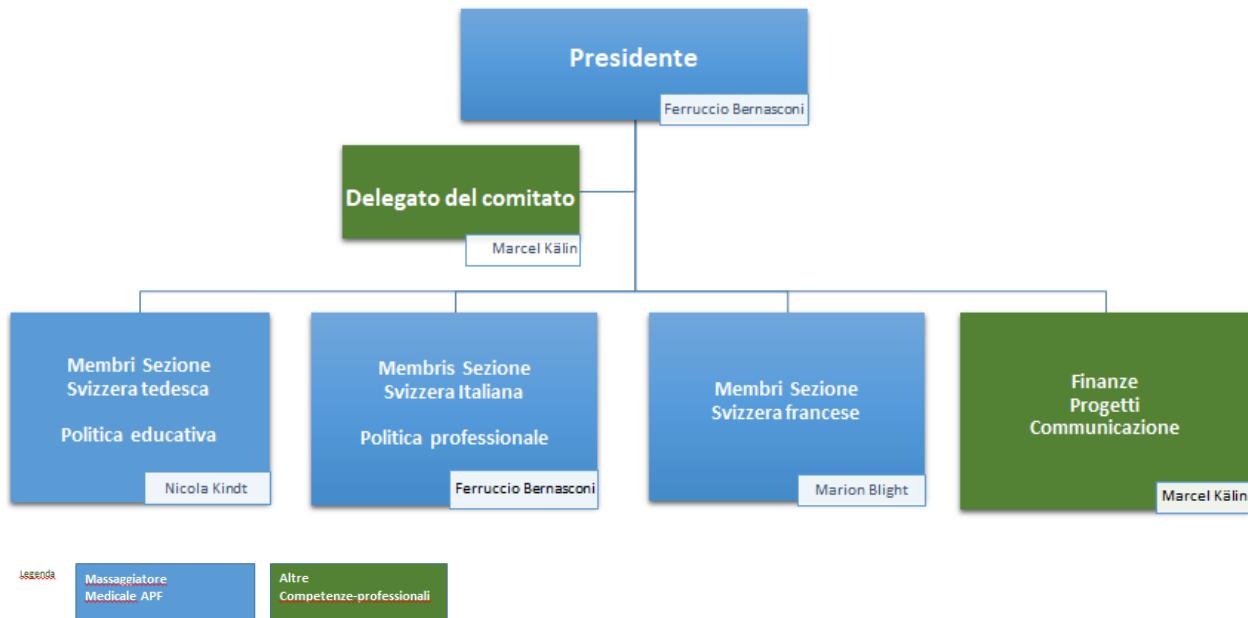 Presidente
Ferruccio Bernasconi
Delegato del comitato
Marcel Kälin
Membri Sezione
Svizzera tedesca
Politica educativa
Nicola Kindt
Membris Sezione
Svizzera Italiana
Politica professionale
Ferruccio Bernasconi
Membri Sezione
Svizzera francese
Marion Blight
Finanze
Progetti
Communicazione
Marcel Kälin
Legenda
Massaggiatore
Medicale APF
Altre
Competenze-professionali